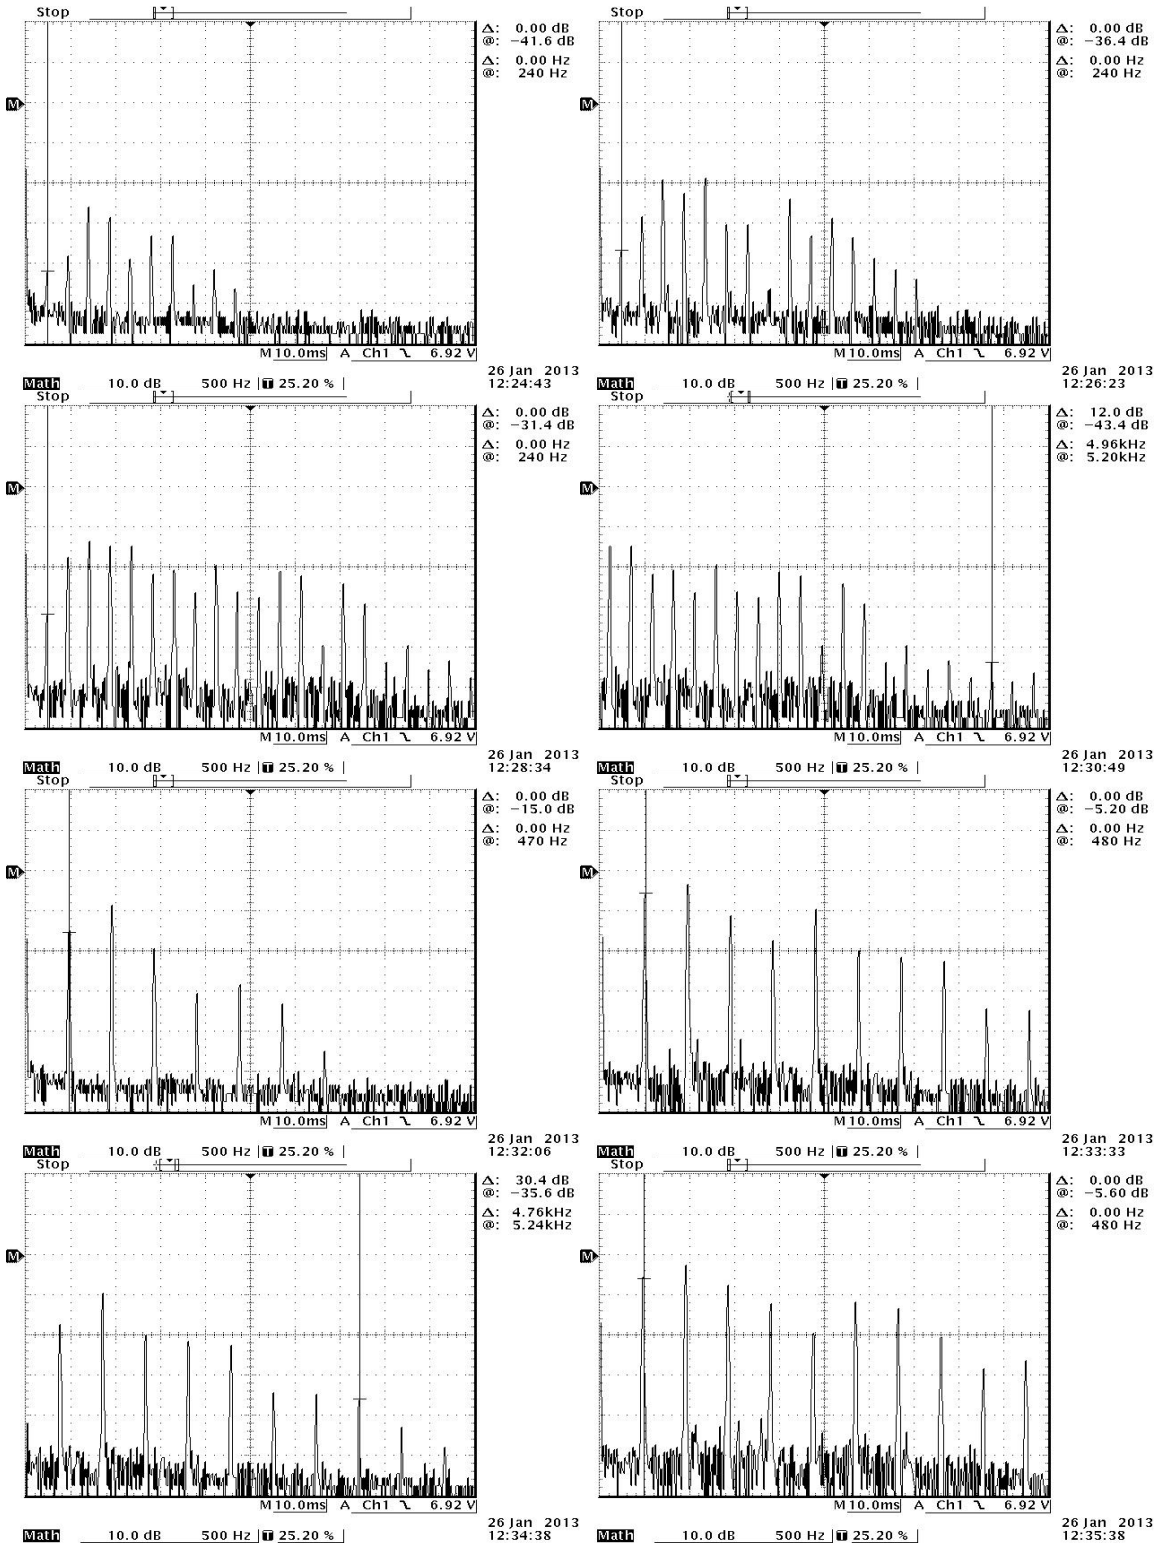 Stop
Δ: 0.00 dB
@: −41.6 dB
Δ: 0.00 Hz
@: 240 Hz
M
M 10.0ms A Ch1 6.92 V
26 Jan 2013
12:24:43
Math 10.0 dB 500 Hz T 25.20 %
Stop
Δ: 0.00 dB
@: −36.4 dB
Δ: 0.00 Hz
@: 240 Hz
M
M 10.0ms A Ch1 6.92 V
26 Jan 2013
12:26:23
Math 10.0 dB 500 Hz T 25.20 %
Stop
Δ: 0.00 dB
@: −31.4 dB
Δ: 0.00 Hz
@: 240 Hz
M
M 10.0ms A Ch1 6.92 V
26 Jan 2013
12:28:34
Math 10.0 dB 500 Hz T 25.20 %
Stop
Δ: 12.0 dB
@: −43.4 dB
Δ: 4.96kHz
@: 5.20kHz
M
M 10.0ms A Ch1 6.92 V
26 Jan 2013
12:30:49
Math 10.0 dB 500 Hz T 25.20 %
Stop
Δ: 0.00 dB
@: −15.0 dB
Δ: 0.00 Hz
@: 470 Hz
M
M 10.0ms A Ch1 6.92 V
26 Jan 2013
12:32:06
Math 10.0 dB 500 Hz T 25.20 %
Stop
Δ: 0.00 dB
@: −5.20 dB
Δ: 0.00 Hz
@: 480 Hz
M
M 10.0ms A Ch1 6.92 V
26 Jan 2013
12:33:33
Math 10.0 dB 500 Hz T 25.20 %
Stop
Δ: 30.4 dB
@: −35.6 dB
Δ: 4.76kHz
@: 5.24kHz
M
M 10.0ms A Ch1 6.92 V
26 Jan 2013
12:34:38
Math 10.0 dB 500 Hz T 25.20 %
Stop
Δ: 0.00 dB
@: −5.60 dB
Δ: 0.00 Hz
@: 480 Hz
M
M 10.0ms A Ch1 6.92 V
26 Jan 2013
12:35:38
Math 10.0 dB 500 Hz T 25.20 %